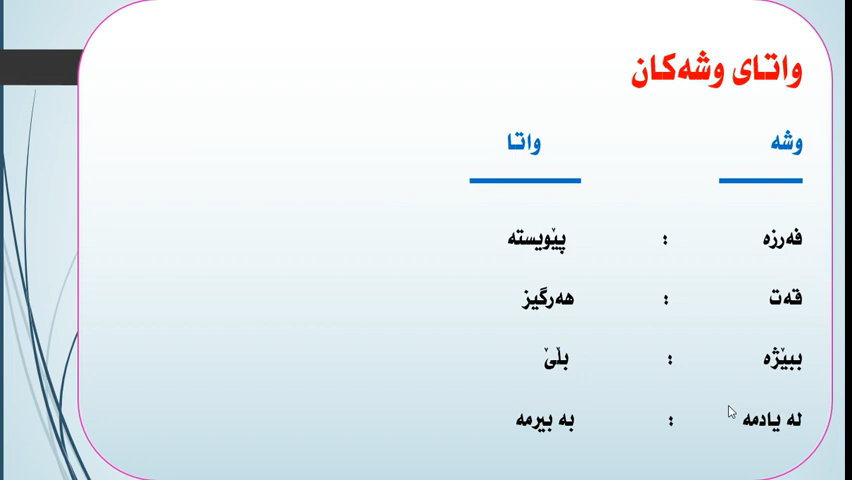 واتای وشەکان
وشە واتا
فەرزە : پێویستە
قەت : هەرگیز
ببێژە : بڵێ
لە یادمە : بە بیرمە